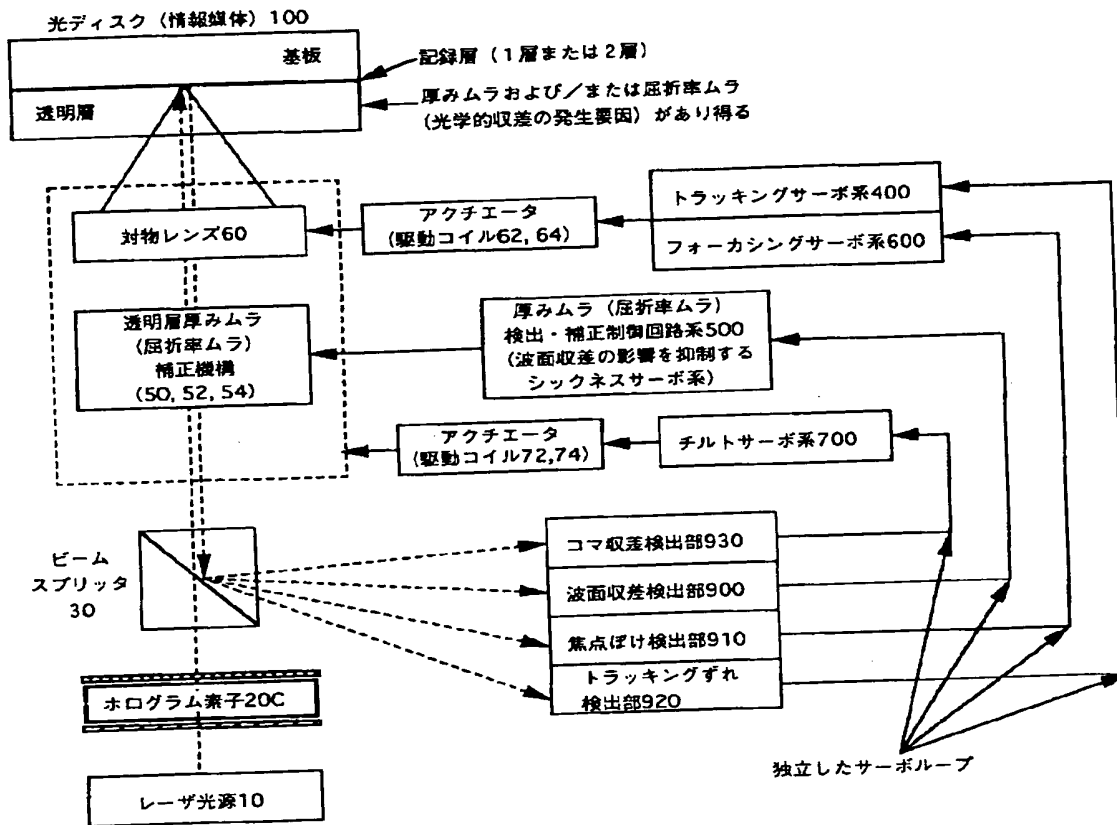 光ディスク（情報媒体）100
基板
記録層（1層または2層）
透明層
厚みムラおよび／または屈折率ムラ
（光学的収差の発生要因）があり得る
対物レンズ60
アクチエータ
（駆動コイル62, 64）
トラッキングサーボ系400
フォーカシングサーボ系600
透明層厚みムラ
（屈折率ムラ）
補正機構
（50, 52, 54）
厚みムラ（屈折率ムラ）
検出・補正制御回路系500
（波面収差の影響を抑制する
シックネスサーボ系）
アクチエータ
（駆動コイル72,74）
チルトサーボ系700
ビーム
スプリッタ
30
コマ収差検出部930
波面収差検出部900
焦点ぼけ検出部910
トラッキングずれ
検出部920
ホログラム素子20C
レーザ光源10
独立したサーボループ